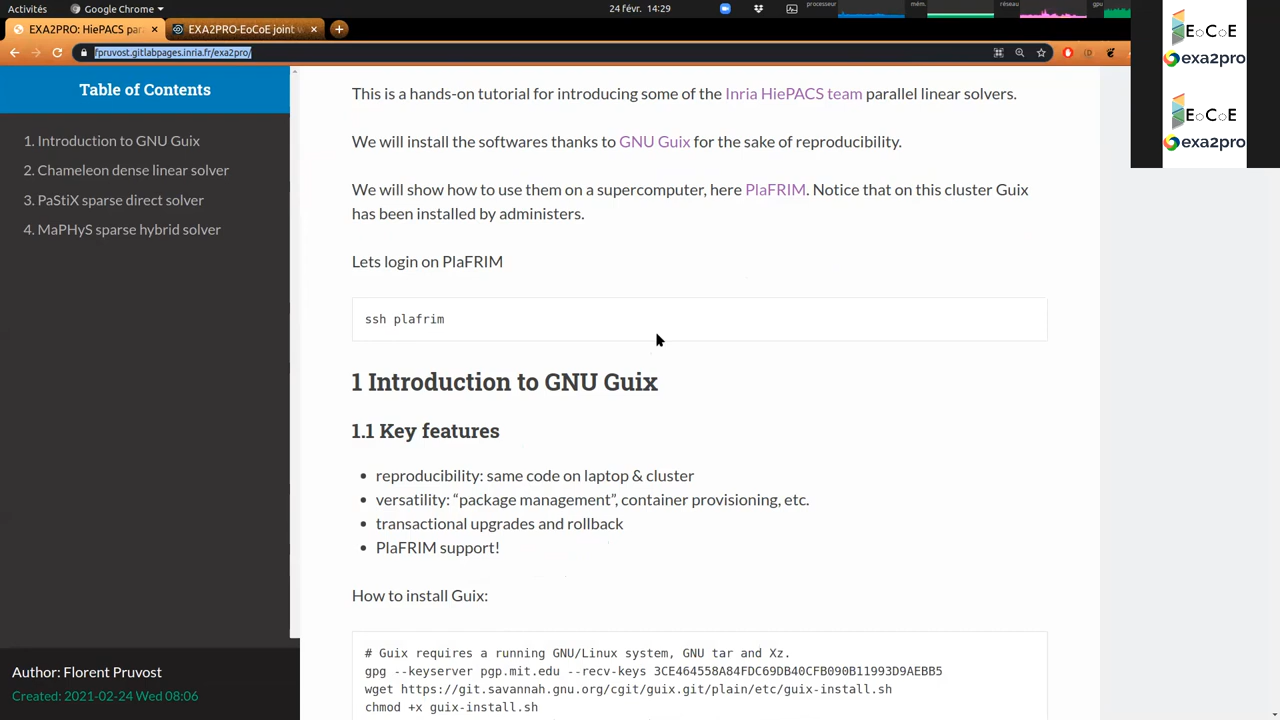 Activités
Google Chrome
24 févr. 14:29
processeur
mém.
réseau
gpu
EXA2PRO: HiePACS par
EXA2PRO-EoCoE joint w
fpruvost.gitlabpages.inria.fr/exa2pro/
EoCoE
exa2pro
EoCoE
exa2pro
Table of Contents
1. Introduction to GNU Guix
2. Chameleon dense linear solver
3. PaStiX sparse direct solver
4. MaPHyS sparse hybrid solver
Author: Florent Pruvost
Created: 2021-02-24 Wed 08:06
This is a hands-on tutorial for introducing some of the Inria HiePACS team parallel linear solvers.
We will install the softwares thanks to GNU Guix for the sake of reproducibility.
We will show how to use them on a supercomputer, here PlaFRIM. Notice that on this cluster Guix
has been installed by administers.
Lets login on PlaFRIM
ssh plafrim
1 Introduction to GNU Guix
1.1 Key features
• reproducibility: same code on laptop & cluster
• versatility: “package management”, container provisioning, etc.
• transactional upgrades and rollback
• PlaFRIM support!
How to install Guix:
# Guix requires a running GNU/Linux system, GNU tar and Xz.
gpg --keyserver pgp.mit.edu --recv-keys 3CE464558A84FDC69DB40CFB090B11993D9AEBB5
wget https://git.savannah.gnu.org/cgit/guix.git/plain/etc/guix-install.sh
chmod +x guix-install.sh